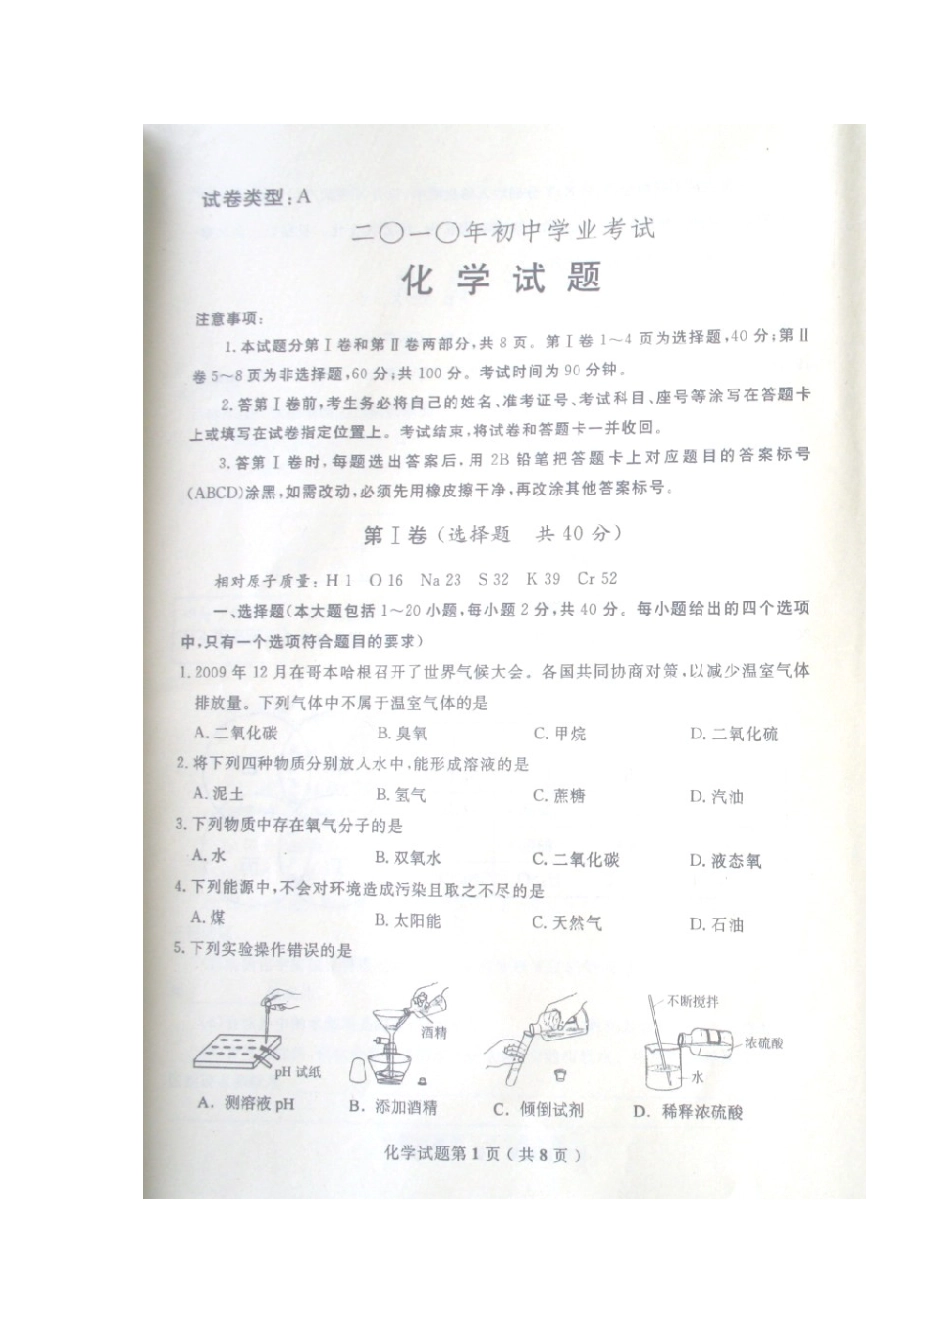 试卷类型:A
二〇一〇年初中学业考试
化 学 试 题
注意事项:
1.本试题分第Ⅰ卷和第Ⅱ卷两部分,共8页。第Ⅰ卷1~4页为选择题,40分;第Ⅱ
卷5~8页为非选择题,60分;共100分。考试时间为90分钟。
2.答第Ⅰ卷前,考生务必将自己的姓名、准考证号、考试科目、座号等涂写在答题卡
上或填写在试卷指定位置上。考试结束,将试卷和答题卡一并收回。
3.答第Ⅰ卷时,每题选出答案后,用2B铅笔把答题卡上对应题目的答案标号
(ABCD)涂黑,如需改动,必须先用橡皮擦干净,再改涂其他答案标号。
第Ⅰ卷(选择题 共40分)
相对原子质量:H 1 O 16 Na 23 S 32 K 39 Cr 52
一、选择题(本大题包括1~20小题,每小题2分,共40分。每小题给出的四个选项
中,只有一个选项符合题目的要求)
1.2009年12月在哥本哈根召开了世界气候大会。各国共同协商对策,以减少温室气体
排放量。下列气体中不属于温室气体的是
A.二氧化碳 B.臭氧 C.甲烷 D.二氧化硫
2.将下列四种物质分别放入水中,能形成溶液的是
A.泥土 B.氢气 C.蔗糖 D.汽油
3.下列物质中存在氧气分子的是
A.水 B.双氧水 C.二氧化碳 D.液态氧
4.下列能源中,不会对环境造成污染且取之不尽的是
A.煤 B.太阳能 C.天然气 D.石油
5.下列实验操作错误的是
不断搅拌
酒精
浓硫酸
pH试纸
水
A. 测溶液pH B. 添加酒精 C. 倾倒试剂 D. 稀释浓硫酸
化学试题第1页(共8页)